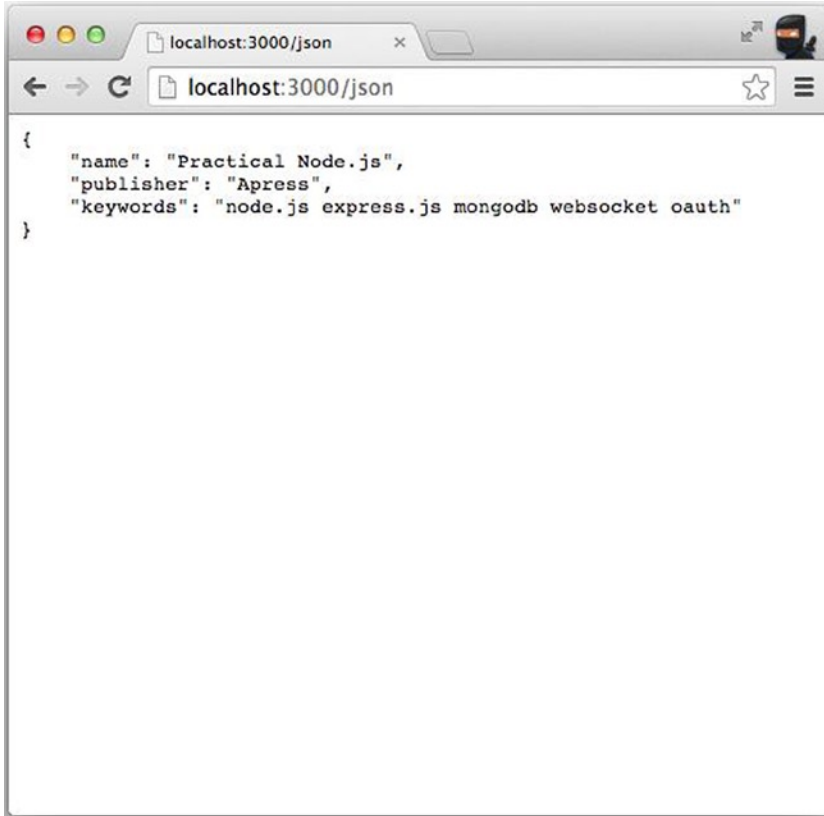 localhost:3000/json
localhost:3000/json
{
    "name": "Practical Node.js",
    "publisher": "Apress",
    "keywords": "node.js express.js mongodb websocket oauth"
}